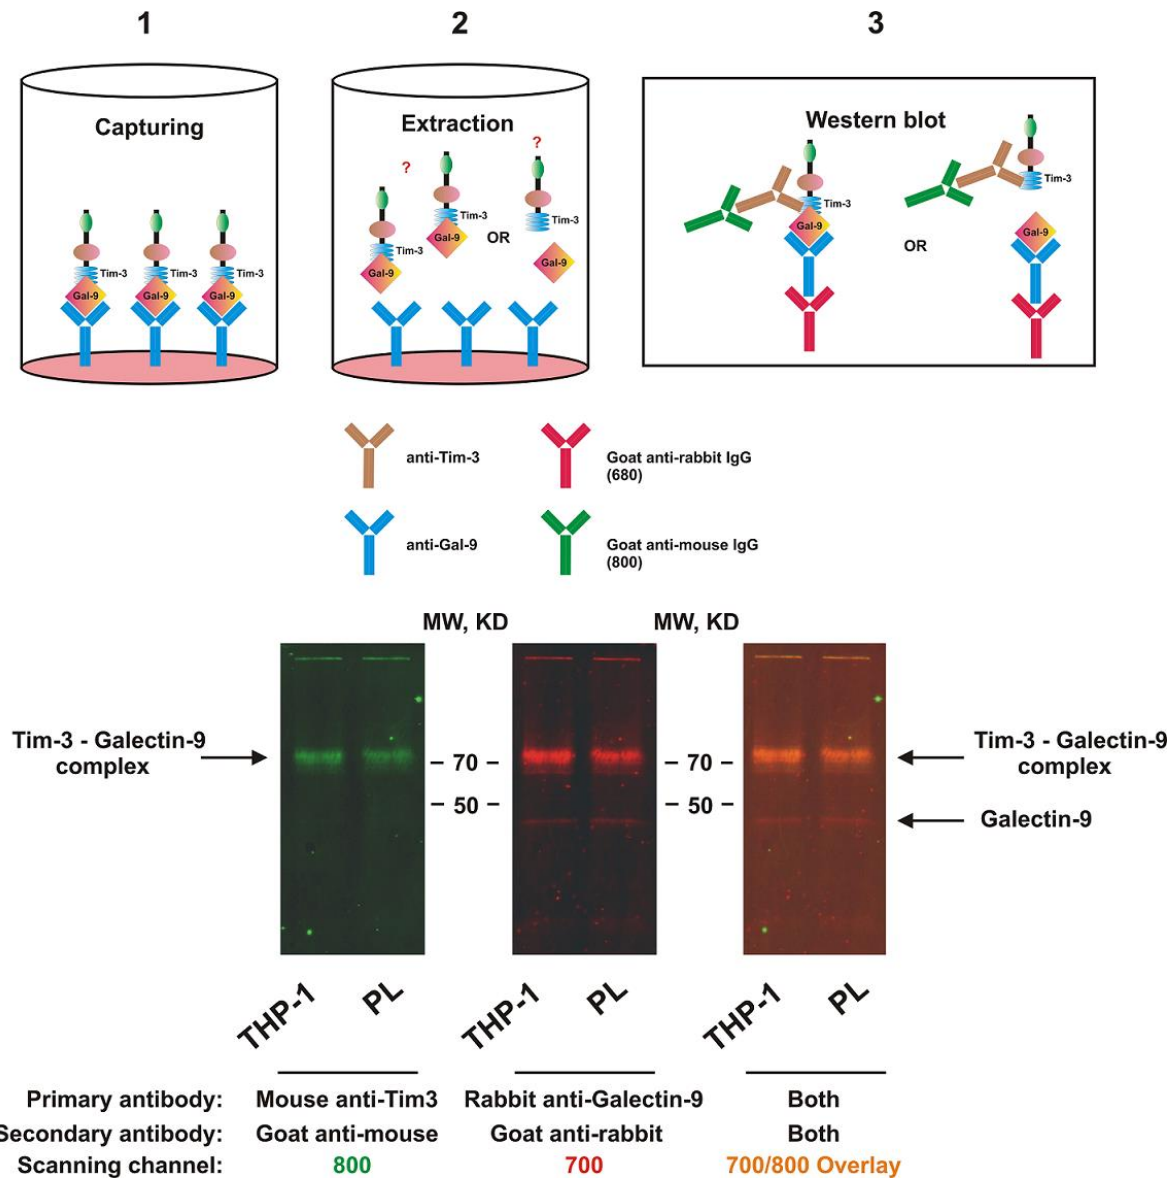 1
2
3
Capturing
Tim-3
Tim-3
Tim-3
Gal-9
Gal-9
Gal-9
Extraction
?
?
Tim-3
Gal-9
Tim-3
Gal-9
OR
Tim-3
Gal-9
Western blot
Tim-3
Gal-9
OR
Tim-3
Gal-9
anti-Tim-3
Goat anti-rabbit IgG
(680)
anti-Gal-9
Goat anti-mouse IgG
(800)
MW, KD
MW, KD
Tim-3 - Galectin-9
complex
– 70 –
– 50 –
– 70 –
– 50 –
Tim-3 - Galectin-9
complex
Galectin-9
THP-1
PL
THP-1
PL
THP-1
PL
Primary antibody: Mouse anti-Tim3 Rabbit anti-Galectin-9 Both
Secondary antibody: Goat anti-mouse Goat anti-rabbit Both
Scanning channel: 800 700 700/800 Overlay